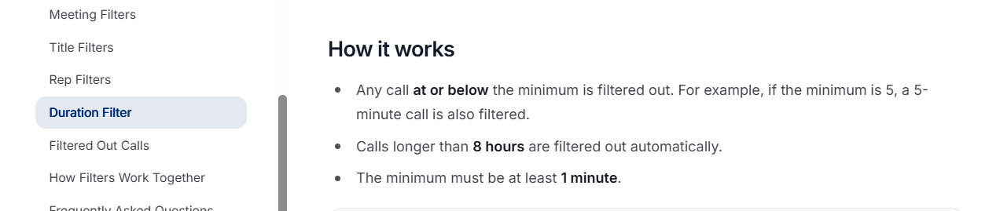 Meeting Filters
Title Filters
Rep Filters
Duration Filter
Filtered Out Calls
How Filters Work Together
Frequently Asked Questions
How it works
Any call at or below the minimum is filtered out. For example, if the minimum is 5, a 5-
minute call is also filtered.
Calls longer than 8 hours are filtered out automatically.
The minimum must be at least 1 minute.